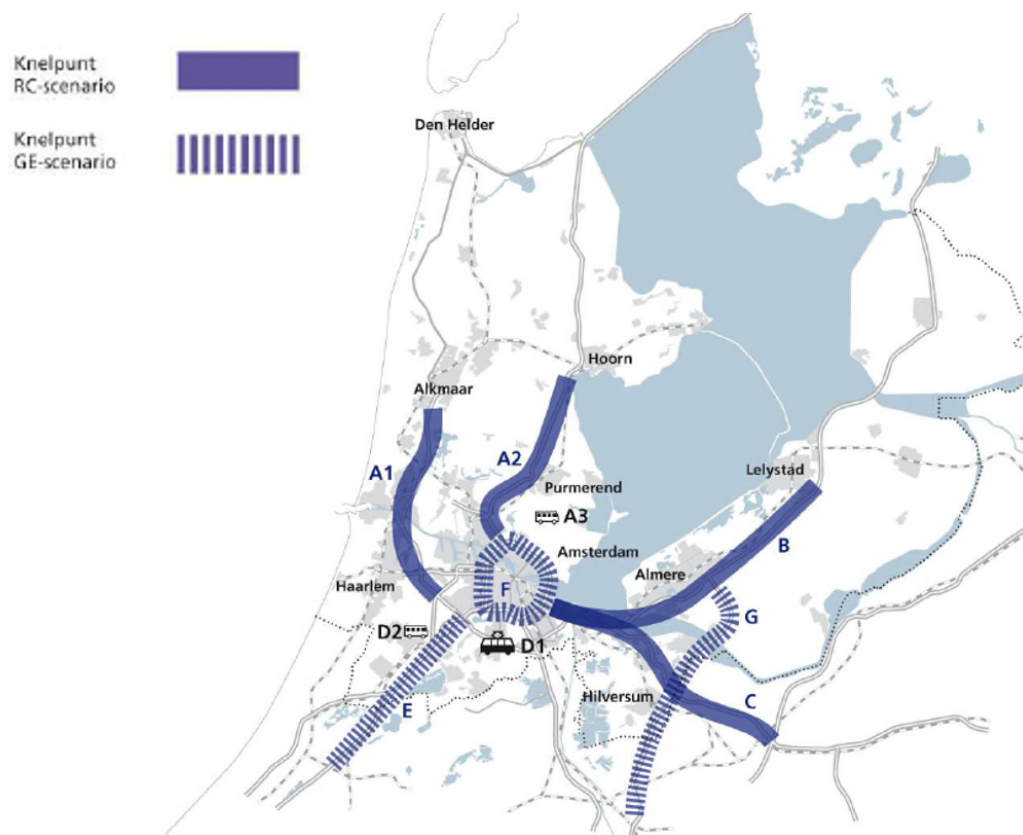 Knelpunt
RC-scenario
Knelpunt
GE-scenario
Den Helder
Hoorn
Alkmaar
A1
A2
Purmerend
A3
Lelystad
Amsterdam
B
Almere
Haarlem
F
G
D2
D1
Hilversum
C
E